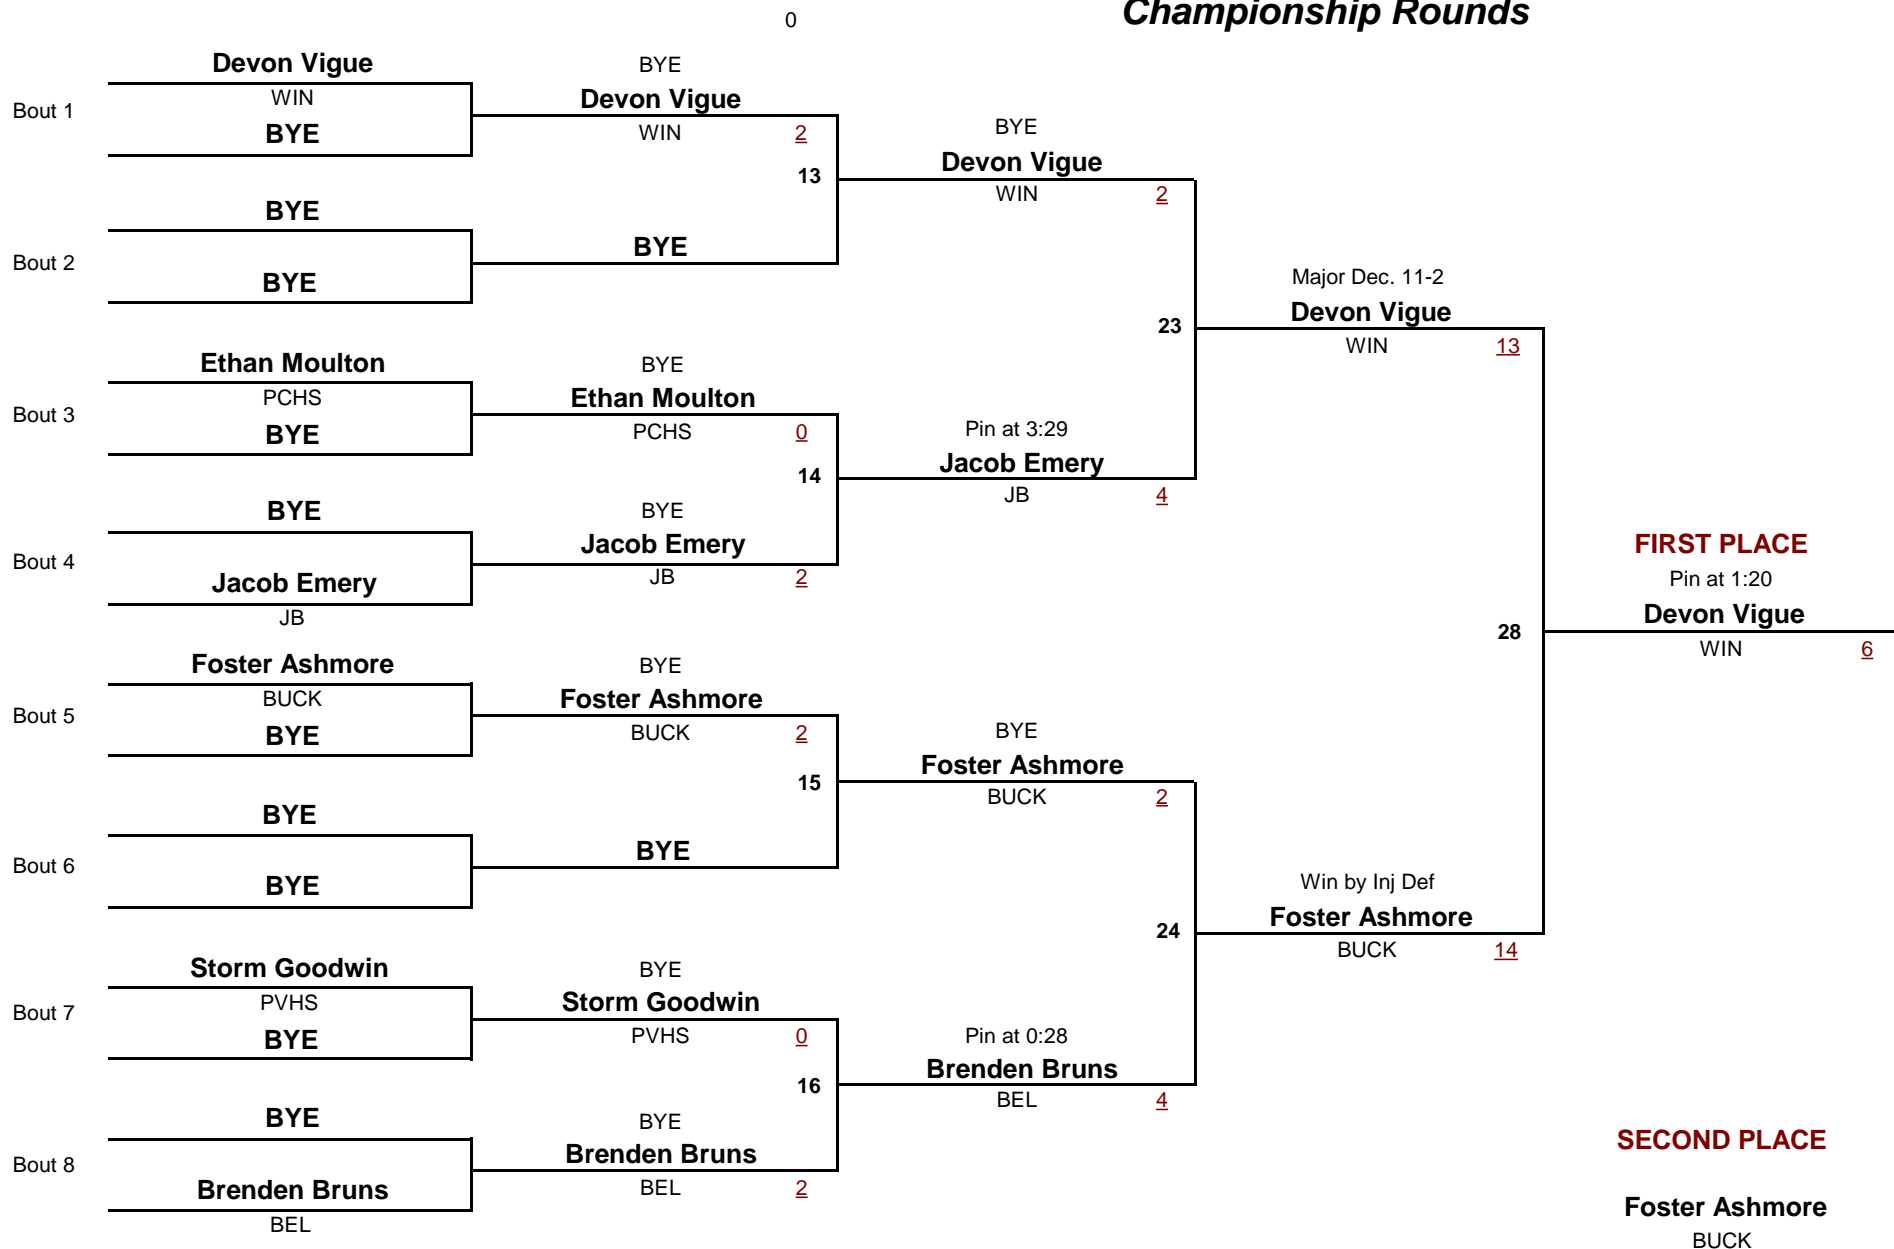 Championship Rounds
0
Devon Vigue
WIN
BYE
Bout 1
BYE
BYE
Bout 2
Ethan Moulton
PCHS
BYE
Bout 3
BYE
Jacob Emery
JB
Bout 4
Foster Ashmore
BUCK
BYE
Bout 5
BYE
BYE
Bout 6
Storm Goodwin
PVHS
BYE
Bout 7
BYE
Brenden Bruns
BEL
Bout 8
BYE
Devon Vigue
WIN 2
13
BYE
BYE
Ethan Moulton
PCHS 0
14
BYE
Jacob Emery
JB 2
BYE
Foster Ashmore
BUCK 2
15
BYE
BYE
Storm Goodwin
PVHS 0
16
BYE
Brenden Bruns
BEL 2
BYE
Devon Vigue
WIN 2
23
Pin at 3:29
Jacob Emery
JB 4
BYE
Foster Ashmore
BUCK 2
24
Pin at 0:28
Brenden Bruns
BEL 4
Major Dec. 11-2
Devon Vigue
WIN 13
28
Win by Inj Def
Foster Ashmore
BUCK 14
FIRST PLACE
Pin at 1:20
Devon Vigue
WIN 6
SECOND PLACE
Foster Ashmore
BUCK